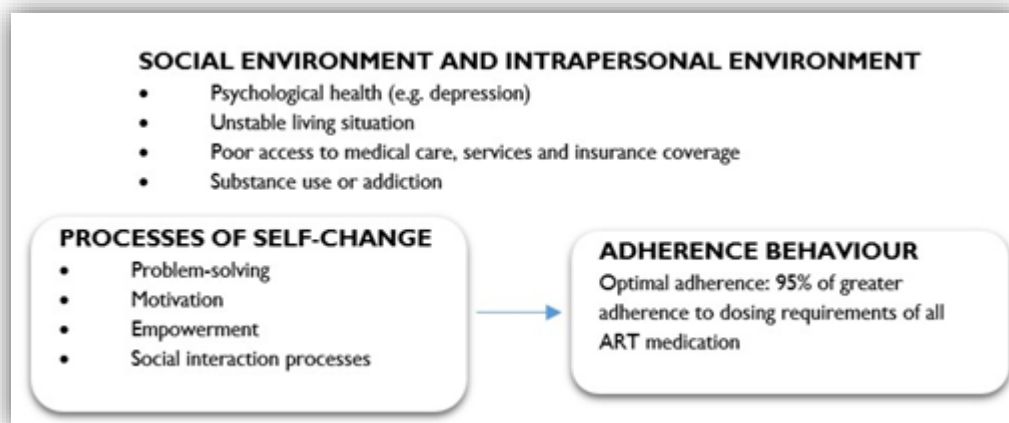 SOCIAL ENVIRONMENT AND INTRAPERSONAL ENVIRONMENT
• Psychological health (e.g. depression)
• Unstable living situation
• Poor access to medical care, services and insurance coverage
• Substance use or addiction
PROCESSES OF SELF-CHANGE
• Problem-solving
• Motivation
• Empowerment
• Social interaction processes
ADHERENCE BEHAVIOUR
Optimal adherence: 95% of greater
adherence to dosing requirements of all
ART medication